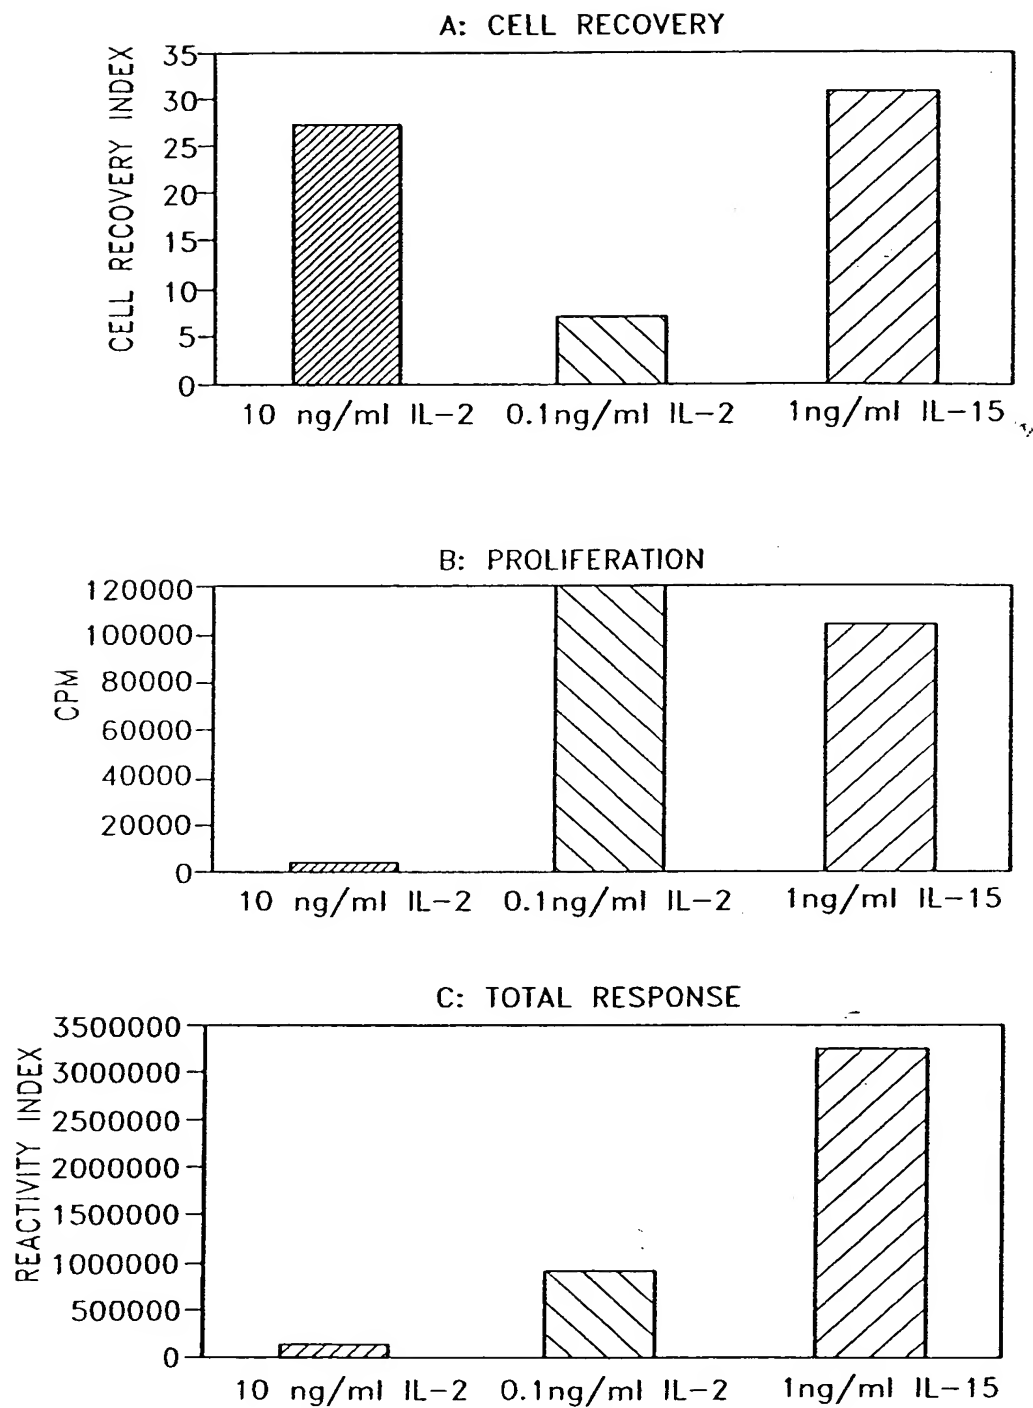 A: CELL RECOVERY
CELL RECOVERY INDEX
35
30
25
20
15
10
5
0
10 ng/ml IL-2 0.1ng/ml IL-2 1ng/ml IL-15
B: PROLIFERATION
CPM
120000
100000
80000
60000
40000
20000
0
10 ng/ml IL-2 0.1ng/ml IL-2 1ng/ml IL-15
C: TOTAL RESPONSE
REACTIVITY INDEX
3500000
3000000
2500000
2000000
1500000
1000000
500000
0
10 ng/ml IL-2 0.1ng/ml IL-2 1ng/ml IL-15